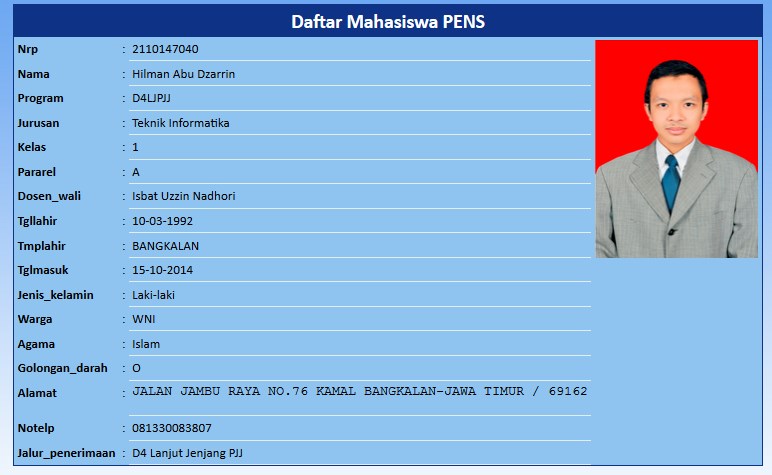 Daftar Mahasiswa PENS
Nrp : 2110147040
Nama : Hilman Abu Dzarrin
Program : D4LJPJJ
Jurusan : Teknik Informatika
Kelas : 1
Pararel : A
Dosen_wali : Isbat Uzzin Nadhori
Tgllahir : 10-03-1992
Tmplahir : BANGKALAN
Tglmasuk : 15-10-2014
Jenis_kelamin : Laki-laki
Warga : WNI
Agama : Islam
Golongan_darah : O
Alamat : JALAN JAMBU RAYA NO.76 KAMAL BANGKALAN-JAWA TIMUR / 69162
Notelp : 081330083807
Jalur_penerimaan : D4 Lanjut Jenjang PJJ